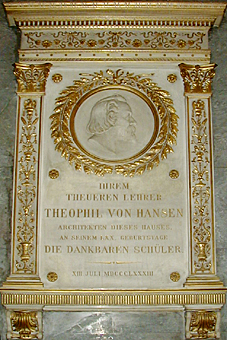 IHREM
THEUEREN LEHRER
THEOPHIL VON HANSEN
ARCHITEKTEN DIESES HAUSES
AN SEINEM LXX. GEBURTSTAGE
DIE DANKBAREN SCHÜLER
XIII JULI MDCCCLXXXIII